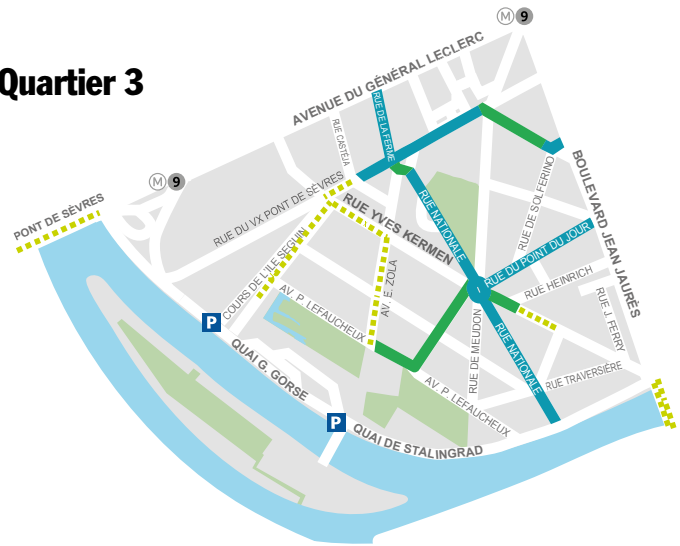 M 9
Quartier 3
AVENUE DU GÉNÉRAL LECLERC
RUE DE LA FERME
RUE CASTÉJA
M 9
BOULEVARD JEAN JAURÈS
RUE DU VX PONT DE SÈVRES
PONT DE SÈVRES
RUE YVES KERMEN
RUE NATIONALE
RUE DE SOLFERINO
RUE DU POINT DU JOUR
COURS DE L'ILE SEGUIN
AV. E. ZOLA
RUE HEINRICH
RUE J. FERRY
AV. P. LEFAUCHEUX
P
QUAI G. GORSE
RUE DE MEUDON
RUE NATIONALE
RUE TRAVERSIÈRE
AV. P. LEFAUCHEUX
P
QUAI DE STALINGRAD